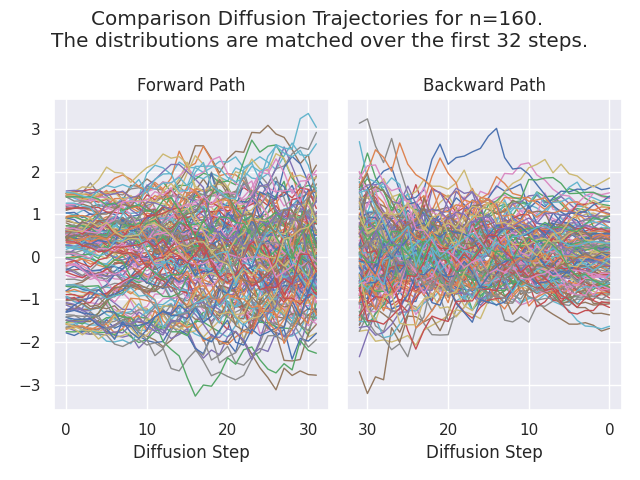 Comparison Diffusion Trajectories for n=160.
The distributions are matched over the first 32 steps.
Forward Path
Backward Path
3
2
1
0
−1
−2
−3
0 10 20 30
30 20 10 0
Diffusion Step
Diffusion Step